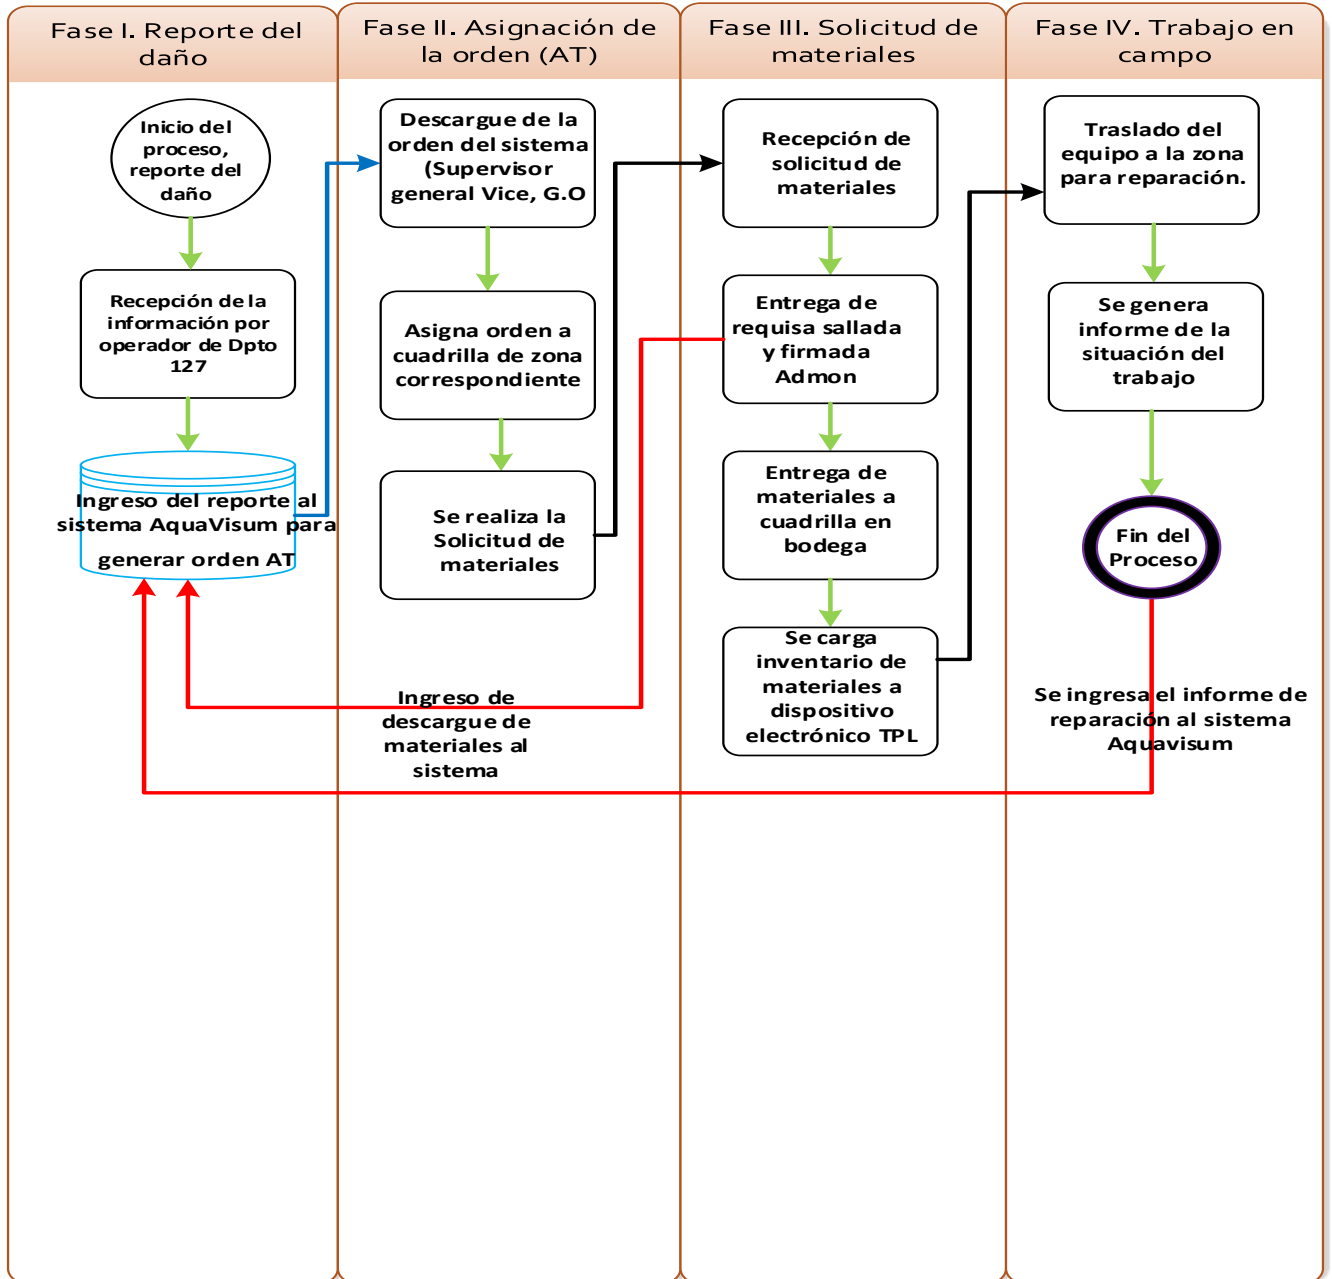 Fase I. Reporte del
daño
Inicio del
proceso,
reporte del
daño
Recepción de la
información por
operador de Dpto
127
Ingreso del reporte al
sistema AquaVisum para
generar orden AT
Fase II. Asignación de
la orden (AT)
Descargue de la
orden del sistema
(Supervisor
general Vice, G.O
Asigna orden a
cuadrilla de zona
correspondiente
Se realiza la
Solicitud de
materiales
Ingreso de
descargue de
materiales al
sistema
Fase III. Solicitud de
materiales
Recepción de
solicitud de
materiales
Entrega de
requisa sallada
y firmada
Admon
Entrega de
materiales a
cuadrilla en
bodega
Se carga
inventario de
materiales a
dispositivo
electrónico TPL
Fase IV. Trabajo en
campo
Traslado del
equipo a la zona
para reparación.
Se genera
informe de la
situación del
trabajo
Fin del
Proceso
Se ingresa el informe de
reparación al sistema
Aquavisum